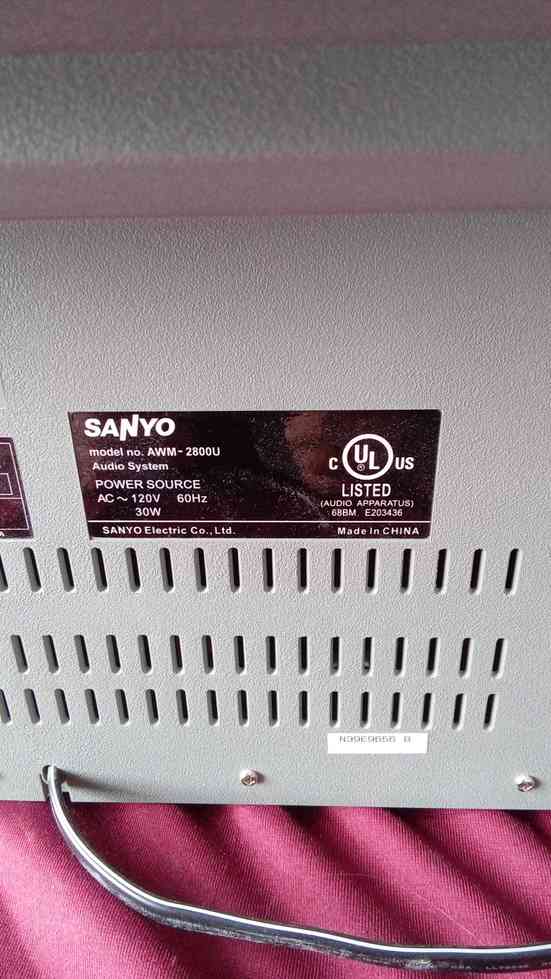 SANYO
model no. AWM-2800U
Audio System
POWER SOURCE
AC ~ 120V 60Hz
30W
SANYO Electric Co., Ltd.
C UL US
®
LISTED
(AUDIO APPARATUS)
68BM E203436
Made in CHINA
A